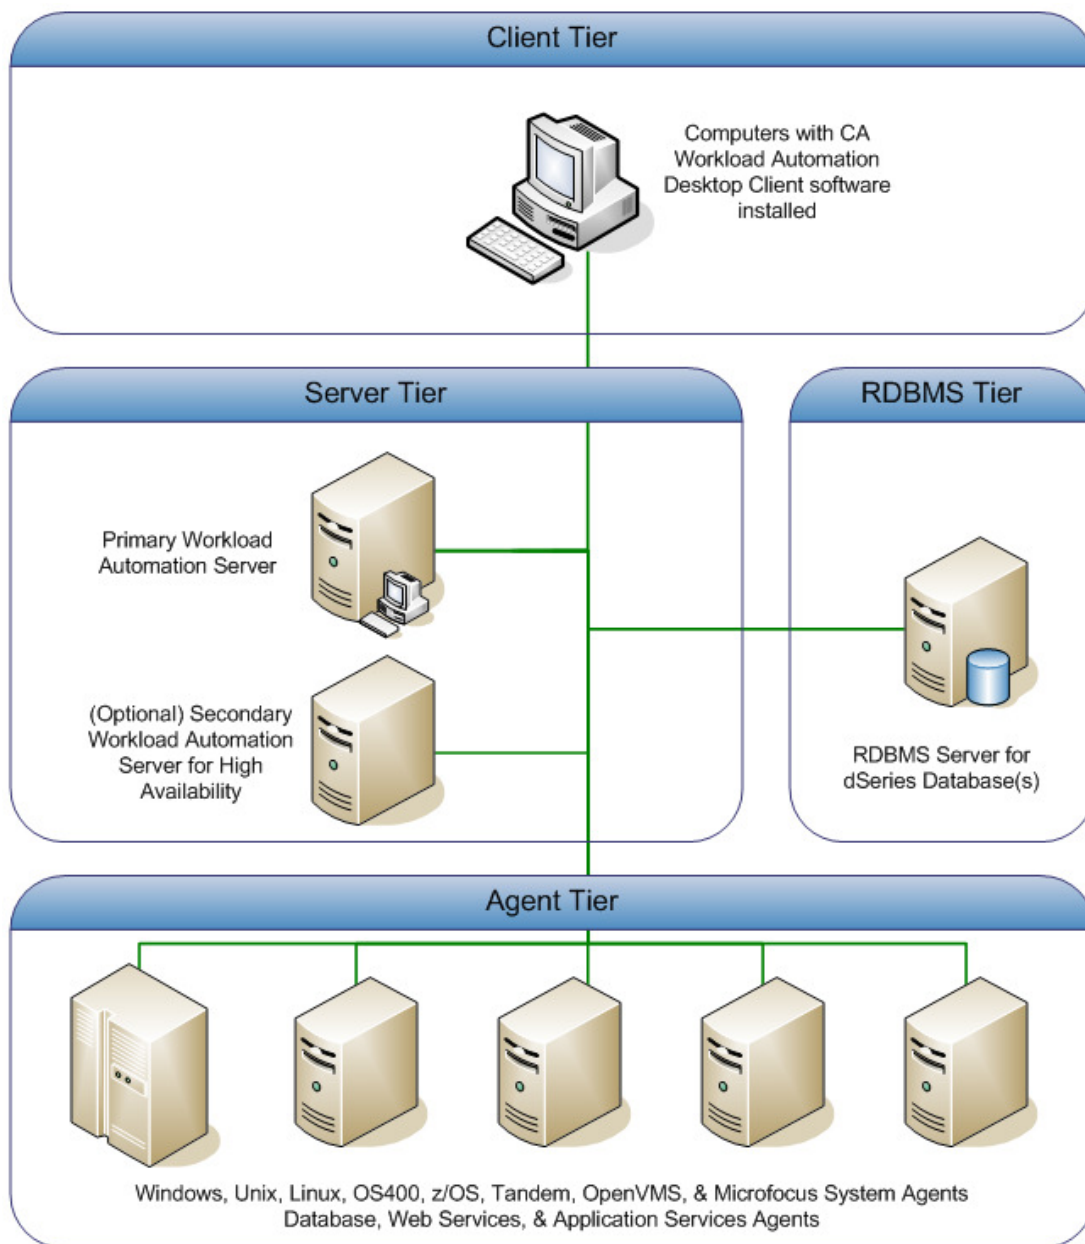 Client Tier
Computers with CA
Workload Automation
Desktop Client software
installed
Server Tier
Primary Workload
Automation Server
(Optional) Secondary
Workload Automation
Server for High
Availability
RDBMS Tier
RDBMS Server for
dSeries Database(s)
Agent Tier
Windows, Unix, Linux, OS400, z/OS, Tandem, OpenVMS, & Microfocus System Agents
Database, Web Services, & Application Services Agents